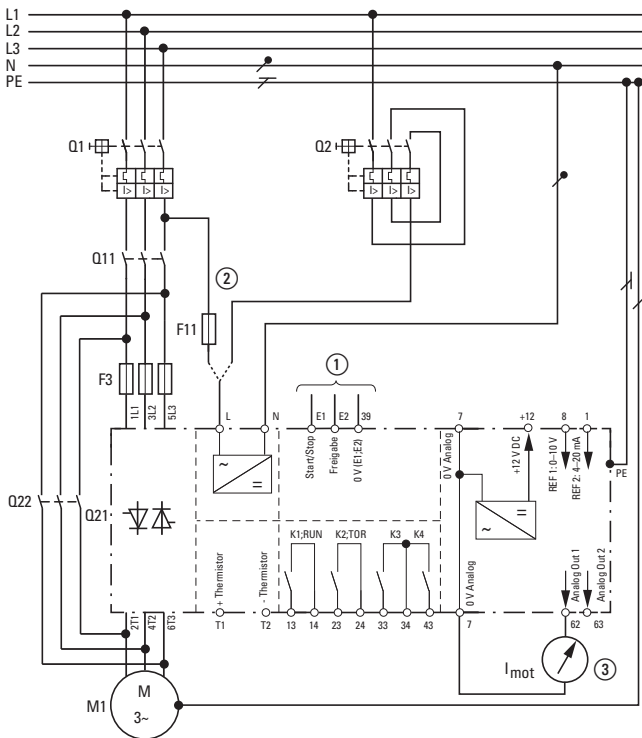 L1
L2
L3
N
PE
Q1
I> I> I>
Q2
I> I> I>
Q11
F11
②
F3
1L1
3L2
5L3
①
L
N
E1
E2
39
7
+12
8
1
Start/Stop
Freigabe
0 V (E1;E2)
0 V Analog
+12 V DC
REF 1: 0–10 V
REF 2: 4–20 mA
PE
Q22
Q21
~
=
~
=
+ Thermistor
- Thermistor
K1;RUN
K2;TOR
K3
K4
0 V Analog
Analog Out 1
Analog Out 2
2T1
4T2
6T3
T1
T2
13
14
23
24
33
34
43
7
62
63
Imot
③
M1
M
3~